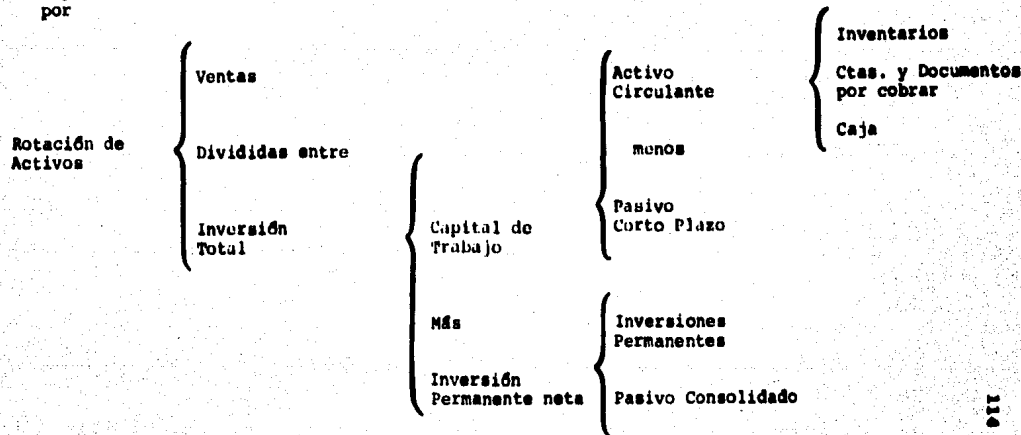 por
Rotación de
Activos
Ventas
Divididas entre
Inversión
Total
Capital de
Trabajo
Más
Inversión
Permanente neta
Activo
Circulante
menos
Pasivo
Corto Plazo
Inversiones
Permanentes
Pasivo Consolidado
Inventarios
Ctas. y Documentos
por cobrar
Caja
114